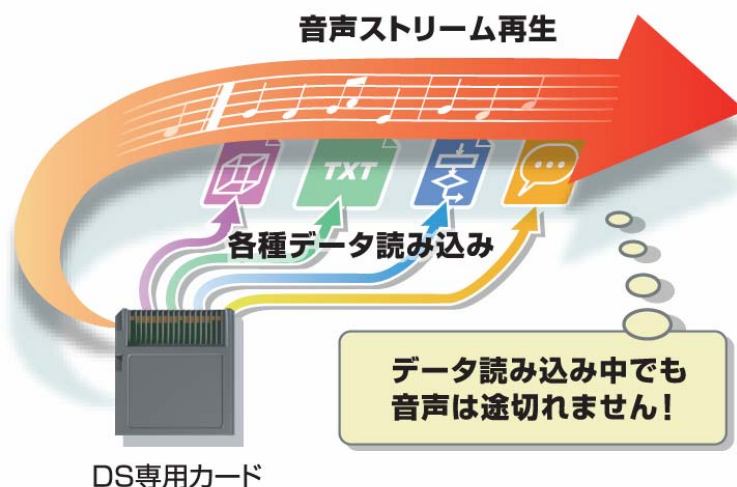 音声ストリーム再生
TXT
各種データ読み込み
データ読み込み中でも
音声は途切れません！
DS専用カード